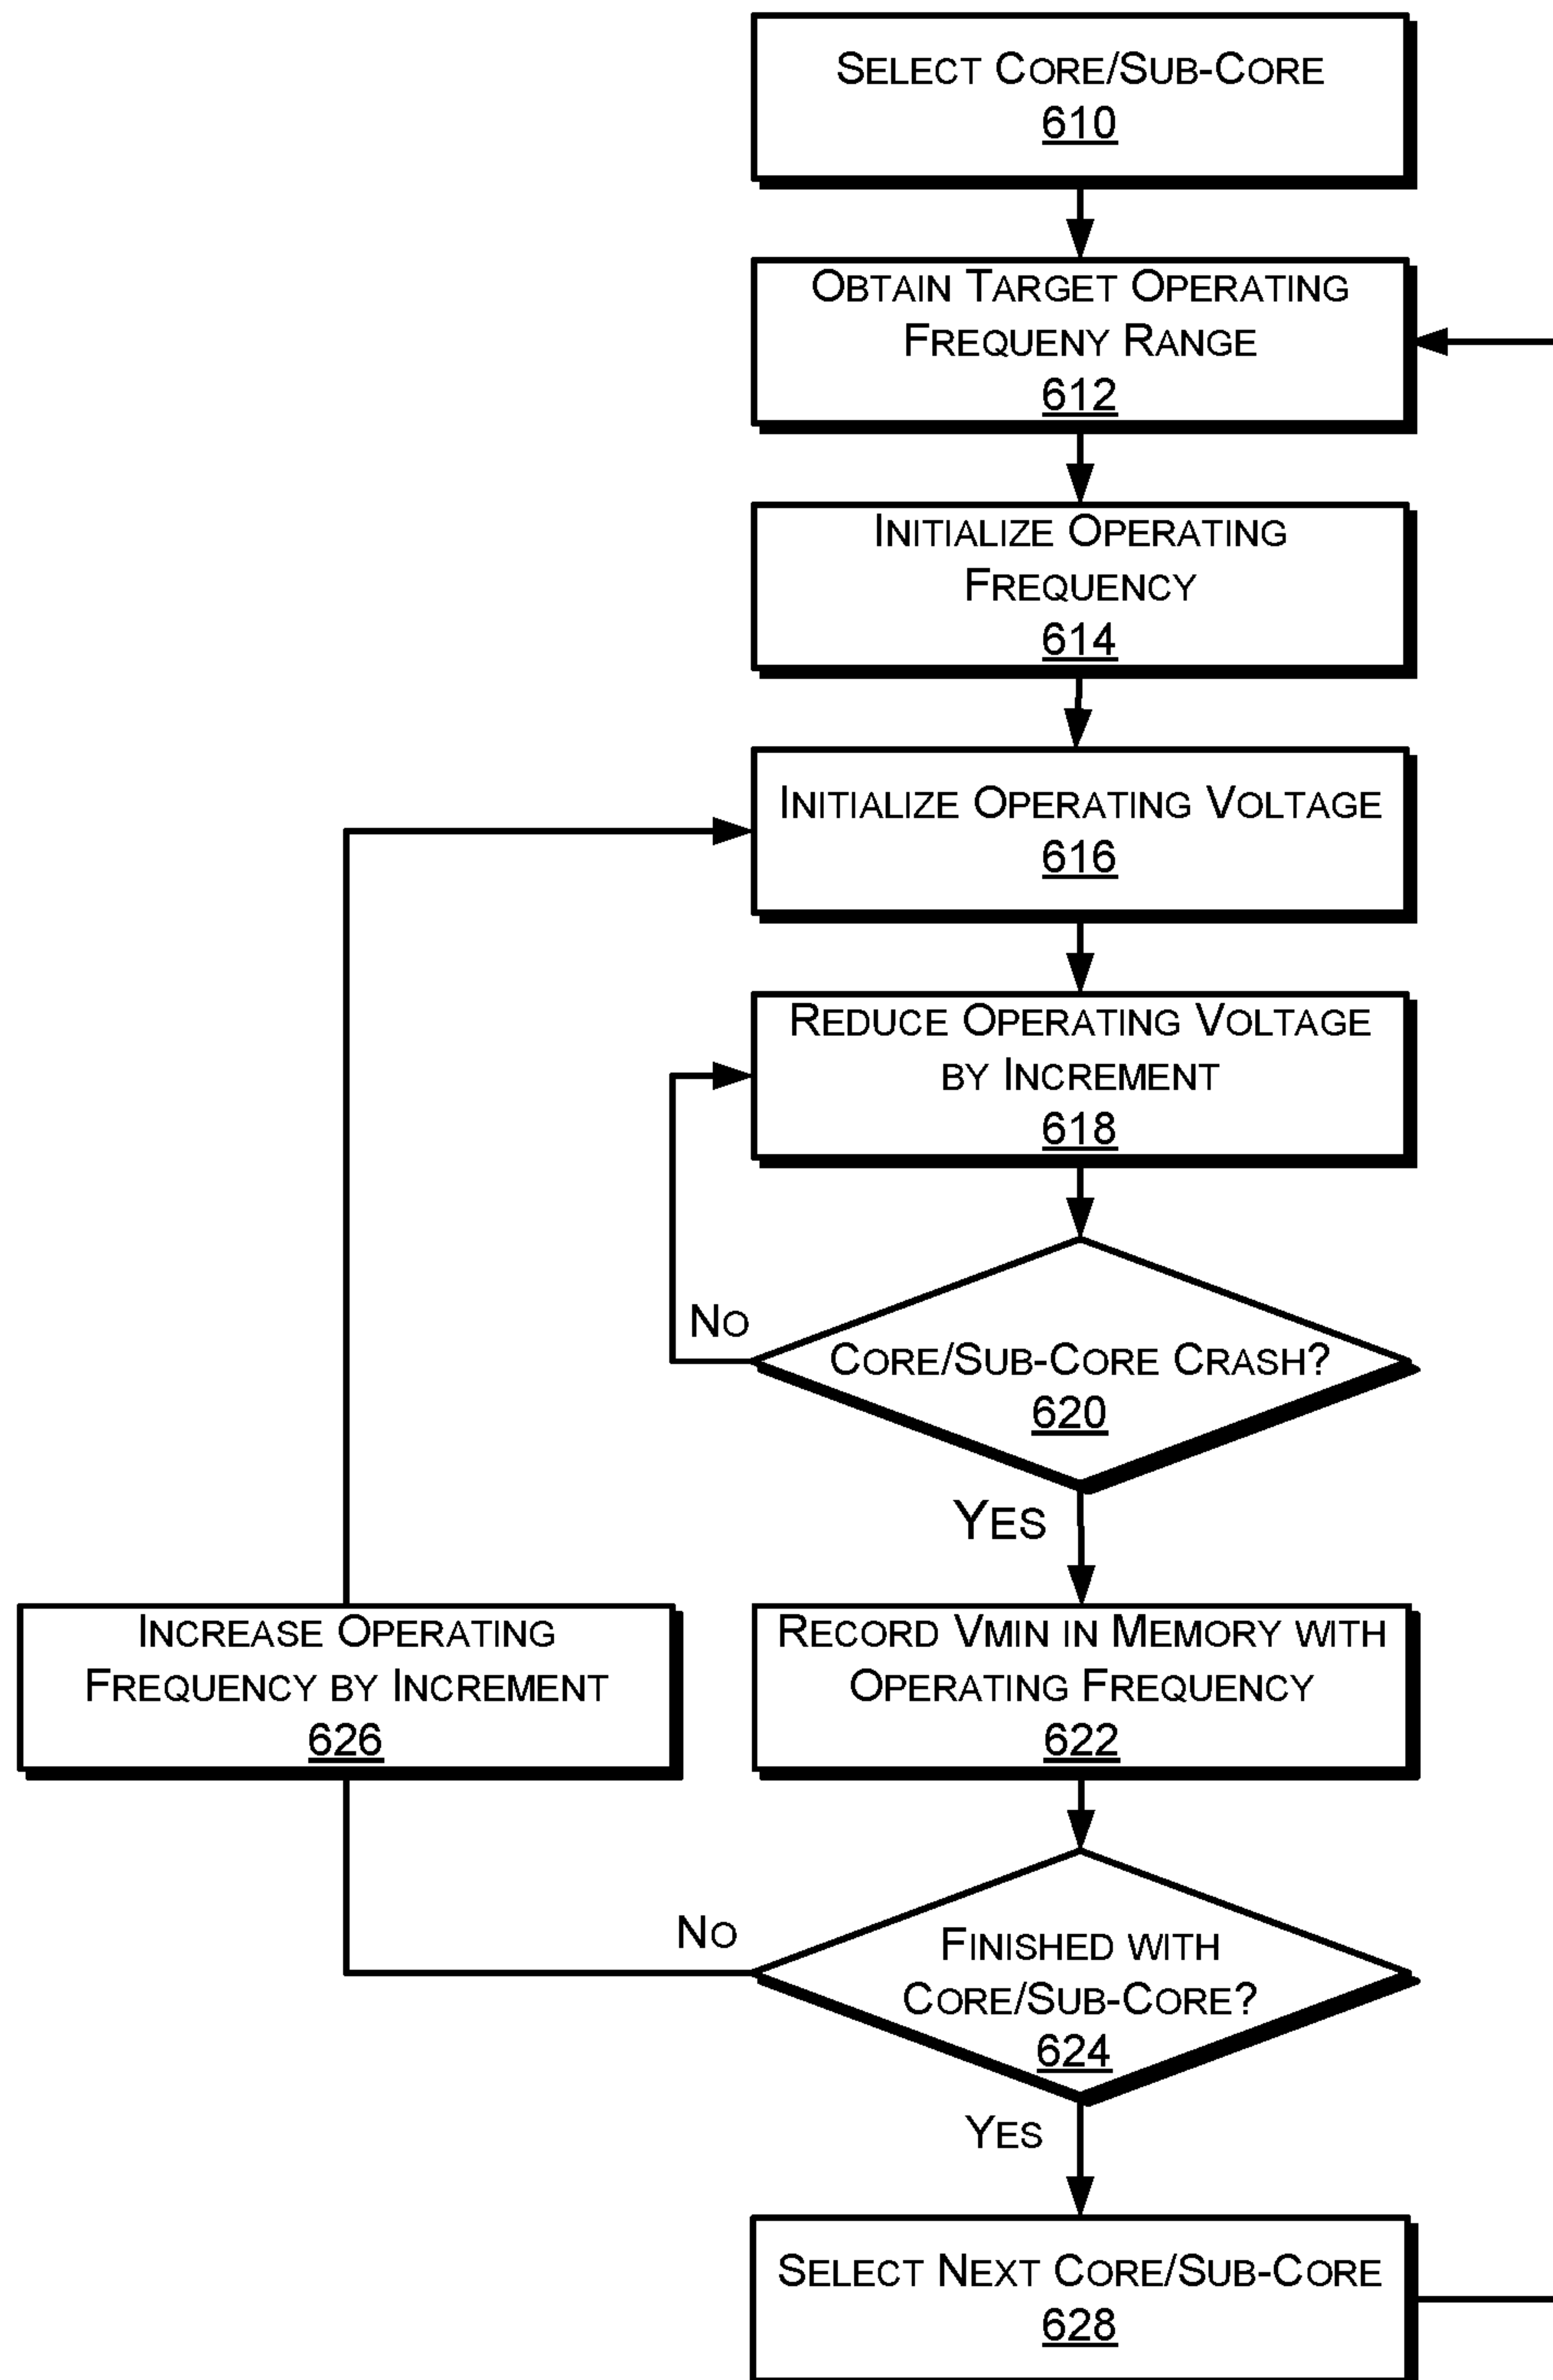 SELECT CORE/SUB-CORE
610
OBTAIN TARGET OPERATING
FREQUENY RANGE
612
INITIALIZE OPERATING
FREQUENCY
614
INITIALIZE OPERATING VOLTAGE
616
REDUCE OPERATING VOLTAGE
BY INCREMENT
618
NO
CORE/SUB-CORE CRASH?
620
YES
INCREASE OPERATING
FREQUENCY BY INCREMENT
626
RECORD VMIN IN MEMORY WITH
OPERATING FREQUENCY
622
NO
FINISHED WITH
CORE/SUB-CORE?
624
YES
SELECT NEXT CORE/SUB-CORE
628